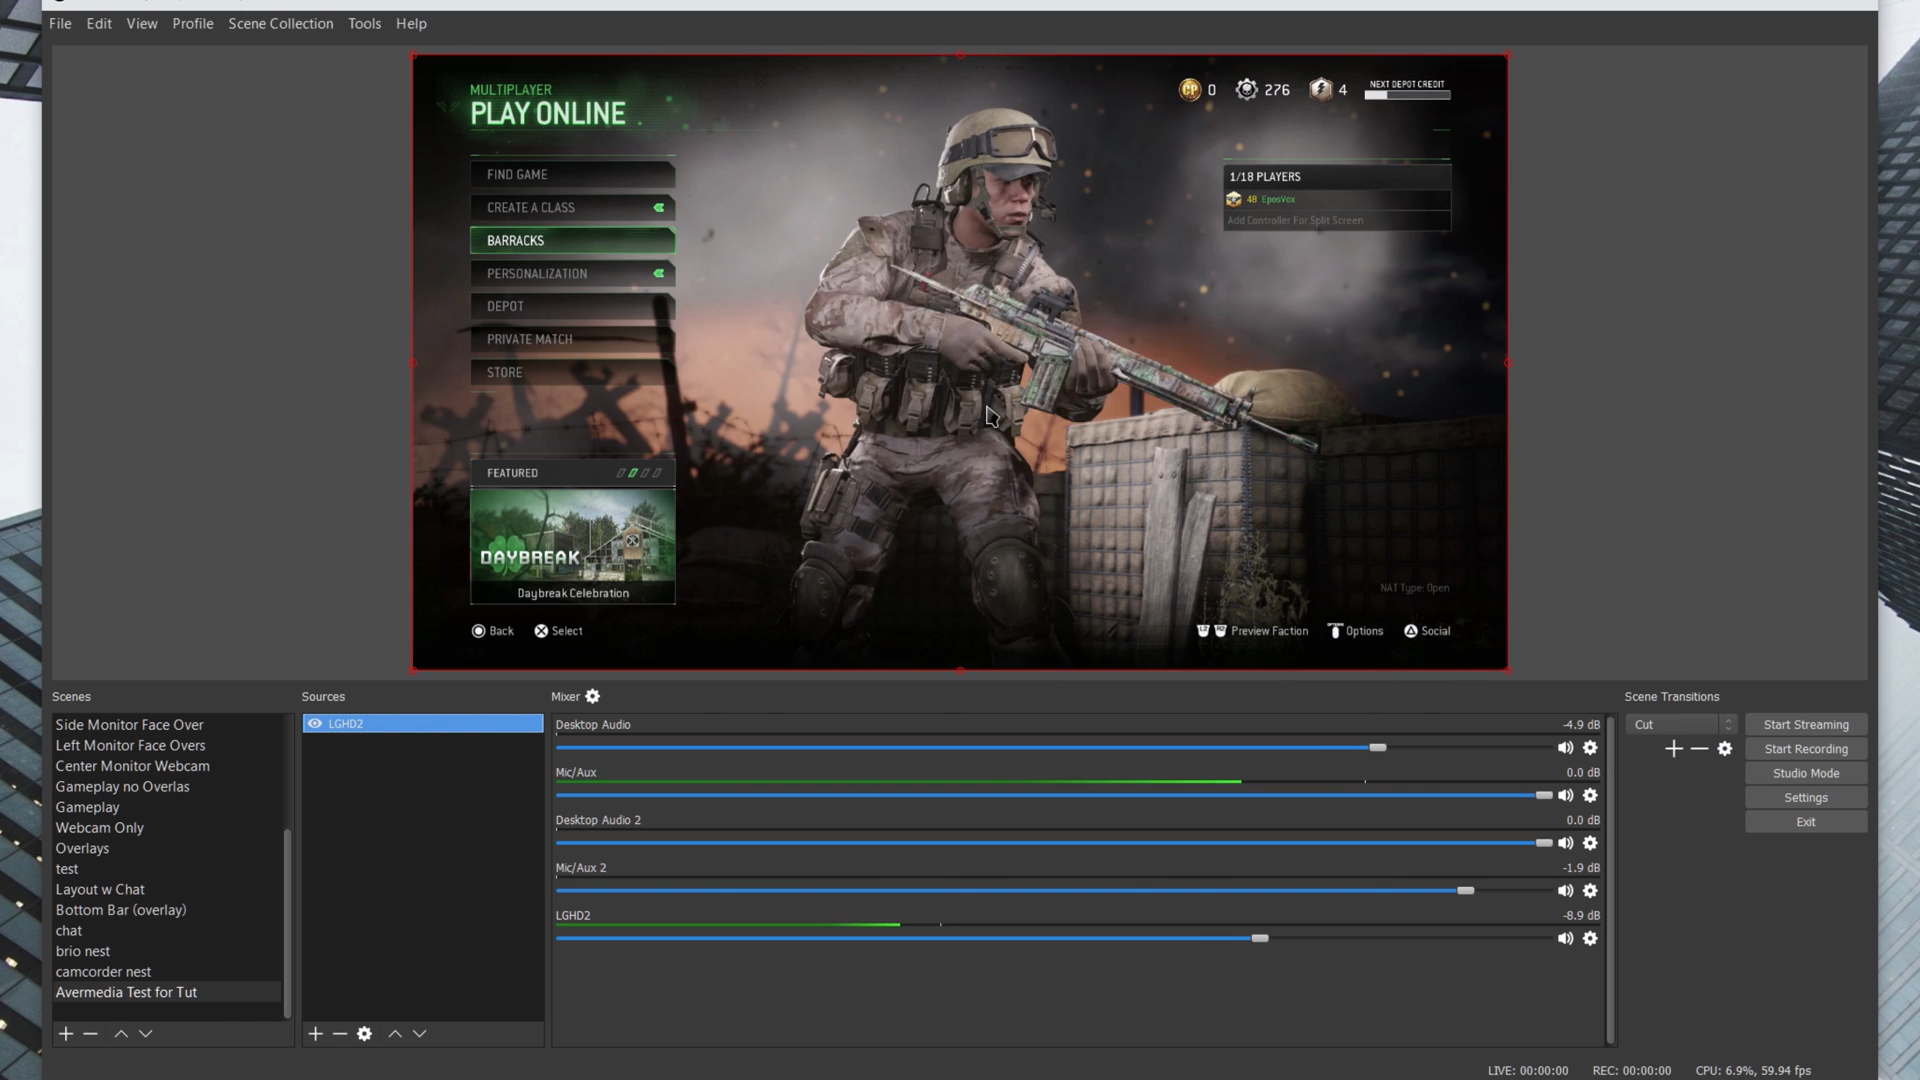 File Edit View Profile Scene Collection Tools Help
MULTIPLAYER
PLAY ONLINE
GP 0 276 4 NEXT DEPOT CREDIT
FIND GAME
CREATE A CLASS
BARRACKS
PERSONALIZATION
DEPOT
PRIVATE MATCH
STORE
1/18 PLAYERS
48 EposVox
Add Controller For Split Screen
FEATURED
DAYBREAK
Daybreak Celebration
NAT Type: Open
Back Select
L2 R2 Preview Faction OPTIONS Options Social
Scenes
Side Monitor Face Over
Left Monitor Face Overs
Center Monitor Webcam
Gameplay no Overlas
Gameplay
Webcam Only
Overlays
test
Layout w Chat
Bottom Bar (overlay)
chat
brio nest
camcorder nest
Avermedia Test for Tut
Sources
LGHD2
Mixer
Desktop Audio -4.9 dB
Mic/Aux 0.0 dB
Desktop Audio 2 0.0 dB
Mic/Aux 2 -1.9 dB
LGHD2 -8.9 dB
Scene Transitions
Cut
Start Streaming
Start Recording
Studio Mode
Settings
Exit
LIVE: 00:00:00 REC: 00:00:00 CPU: 6.9%, 59.94 fps